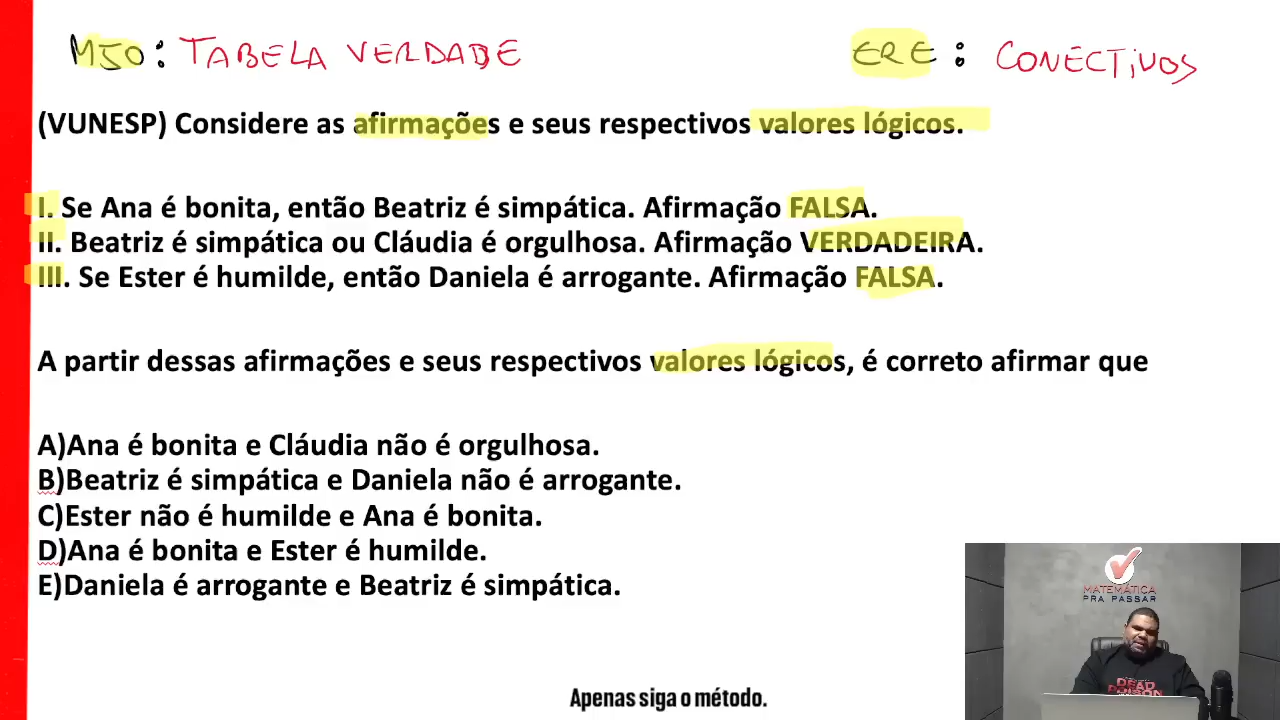 M50: TABELA VERDADE
ERE: CONECTIVOS
(VUNESP) Considere as afirmações e seus respectivos valores lógicos.
I. Se Ana é bonita, então Beatriz é simpática. Afirmação FALSA.
II. Beatriz é simpática ou Cláudia é orgulhosa. Afirmação VERDADEIRA.
III. Se Ester é humilde, então Daniela é arrogante. Afirmação FALSA.
A partir dessas afirmações e seus respectivos valores lógicos, é correto afirmar que
A)Ana é bonita e Cláudia não é orgulhosa.
B)Beatriz é simpática e Daniela não é arrogante.
C)Ester não é humilde e Ana é bonita.
D)Ana é bonita e Ester é humilde.
E)Daniela é arrogante e Beatriz é simpática.
MATEMÁTICA
PRA PASSAR
DEAD
POISON
Apenas siga o método.